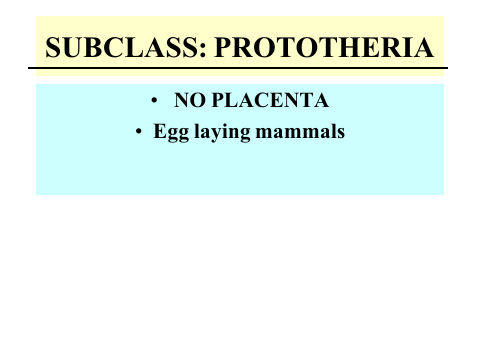 SUBCLASS: PROTOTHERIA
• NO PLACENTA
• Egg laying mammals